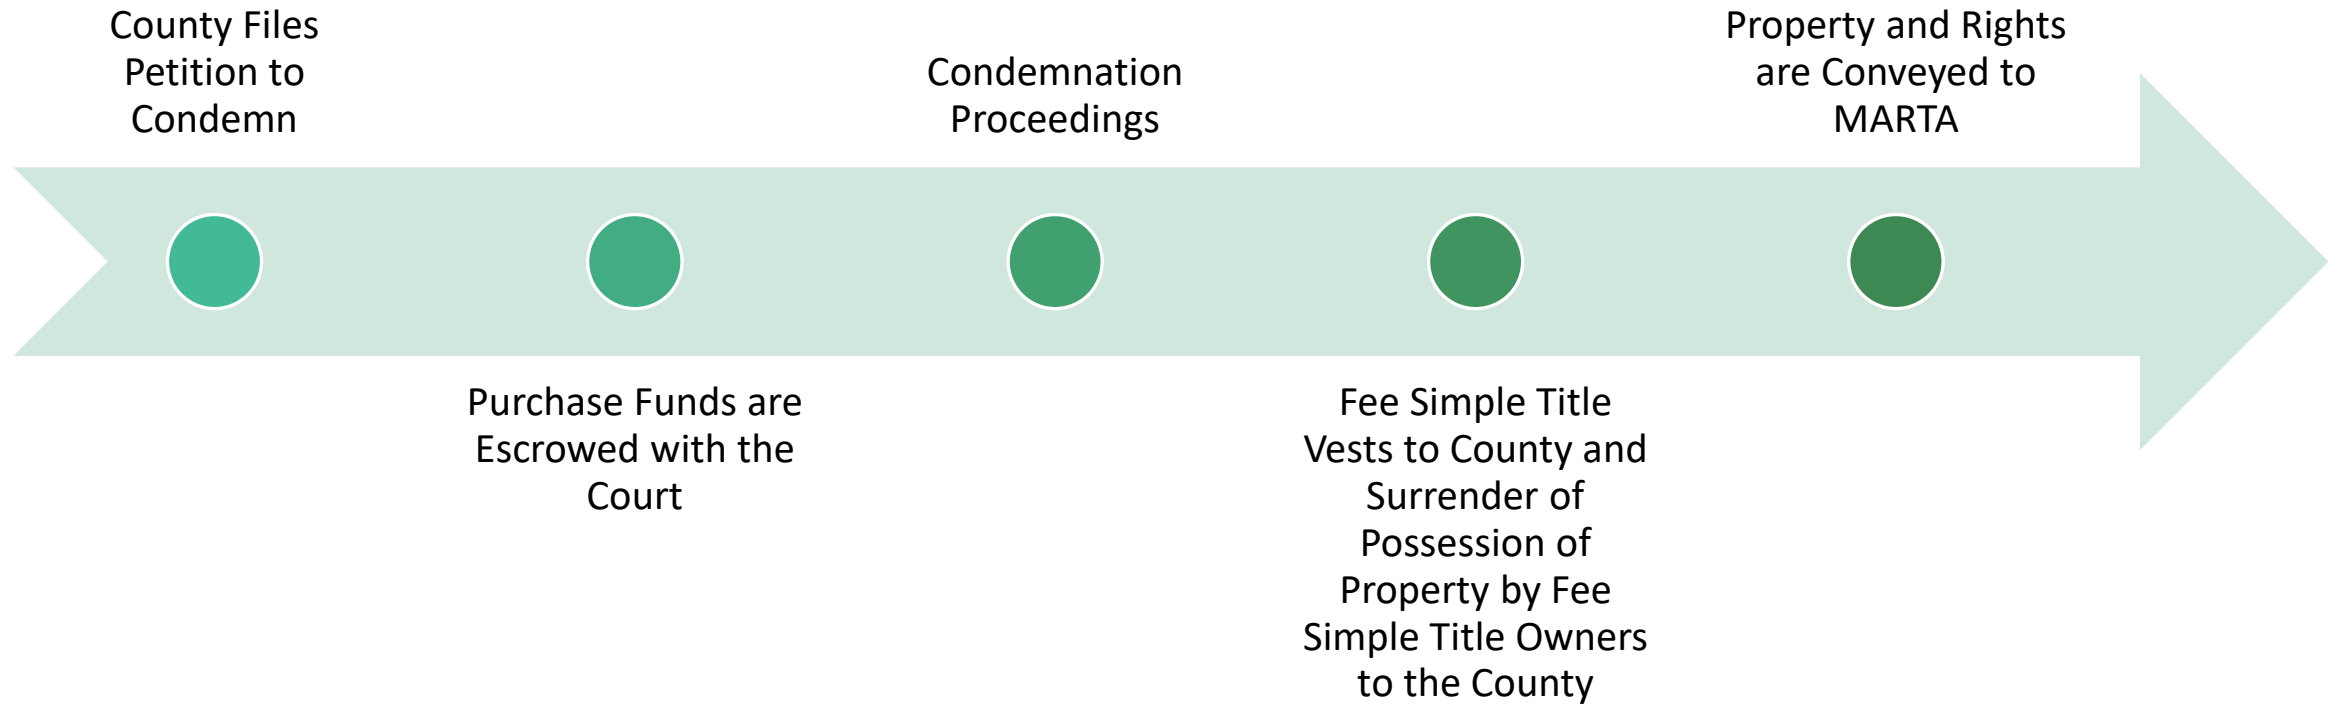 County Files
Petition to
Condemn
Purchase Funds are
Escrowed with the
Court
Condemnation
Proceedings
Fee Simple Title
Vests to County and
Surrender of
Possession of
Property by Fee
Simple Title Owners
to the County
Property and Rights
are Conveyed to
MARTA